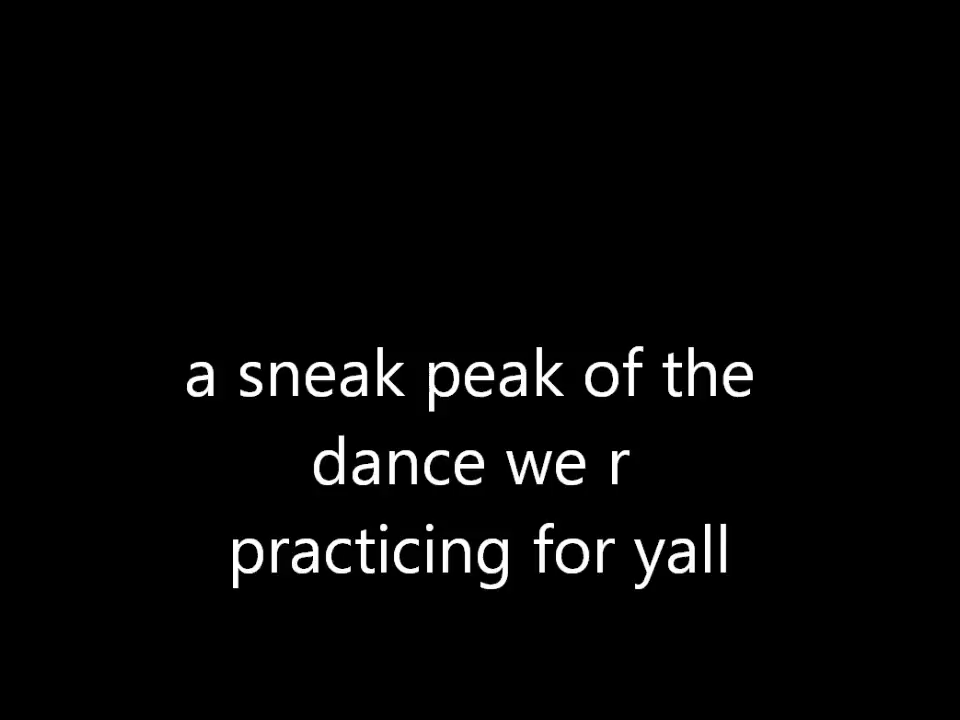 a sneak peak of the
dance we r
practicing for yall